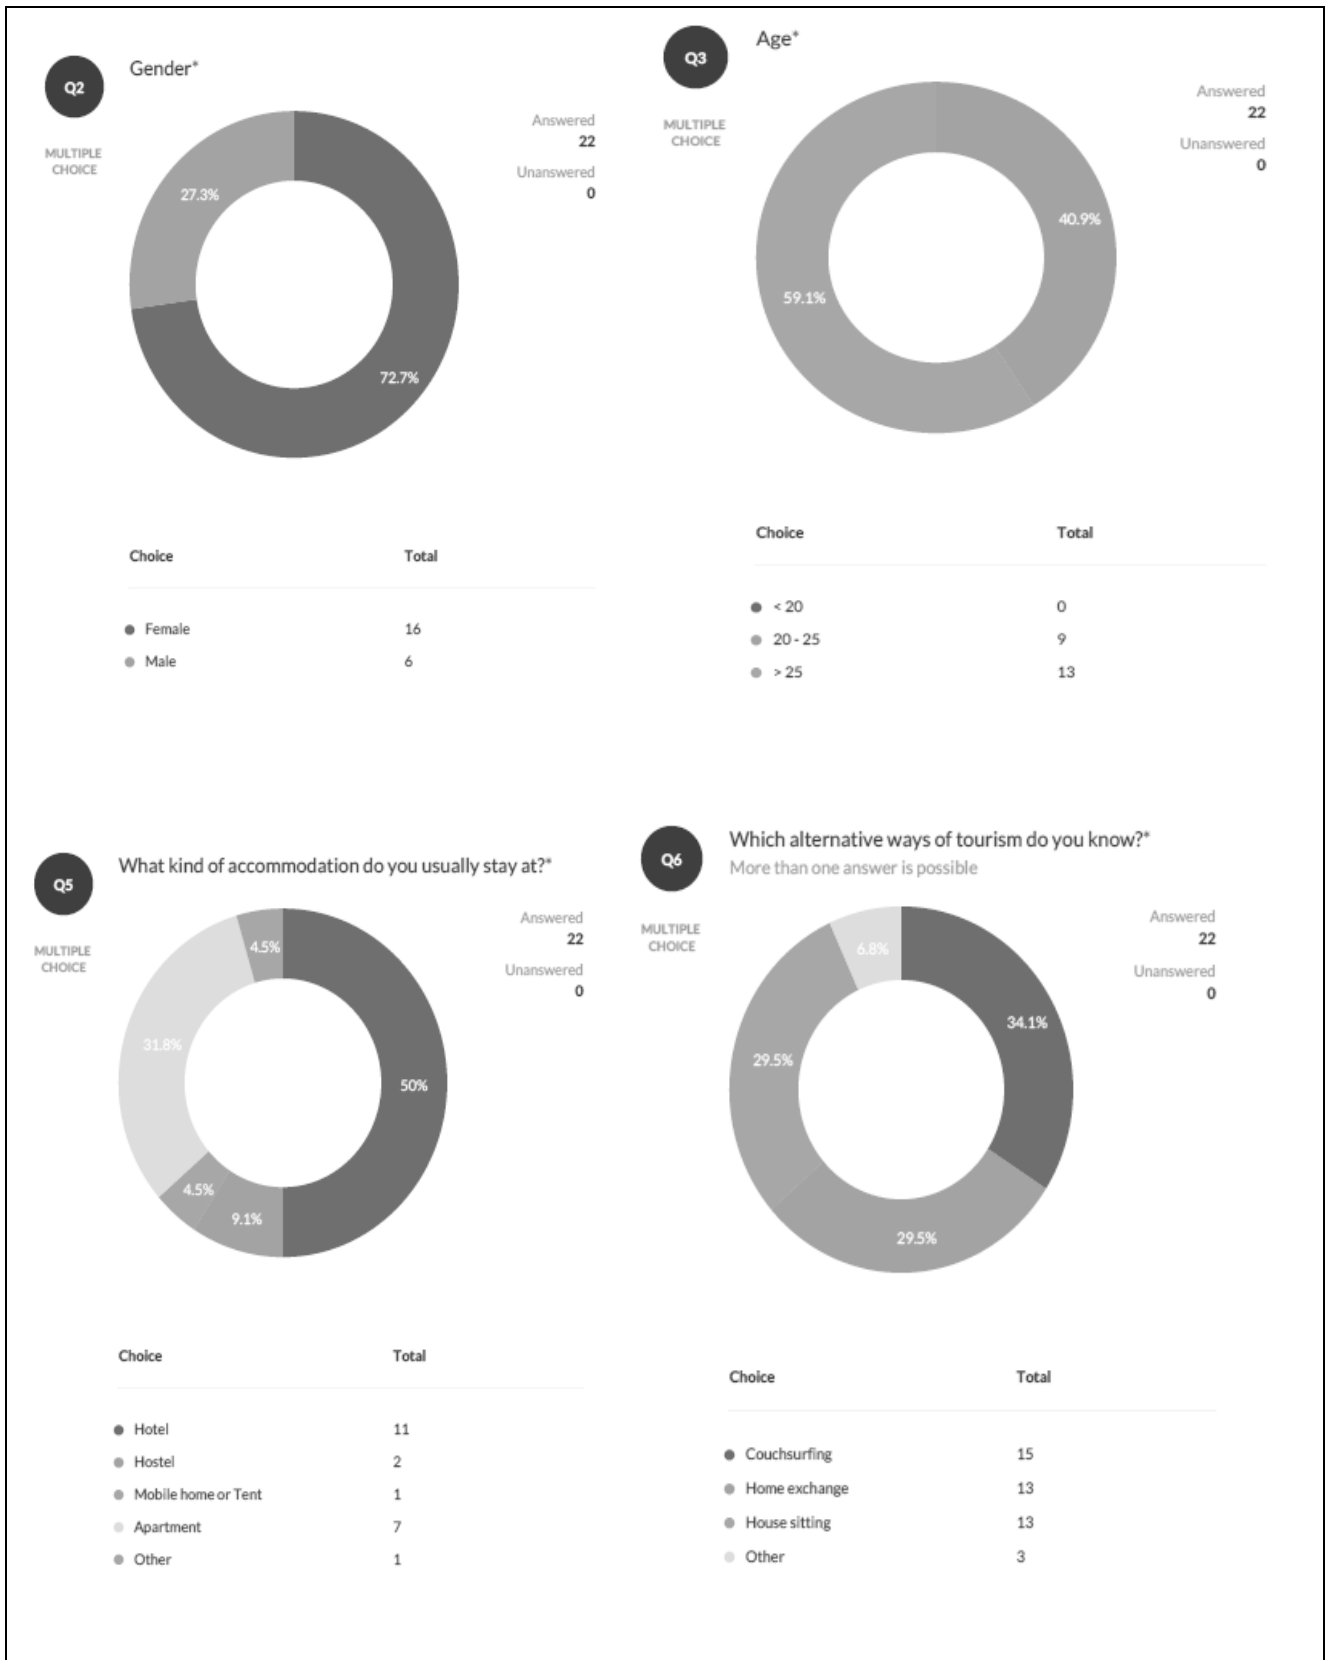 Q2
Gender*
MULTIPLE
CHOICE
Answered
22
Unanswered
0
27.3%
72.7%
Choice Total
Female 16
Male 6
Q3
Age*
MULTIPLE
CHOICE
Answered
22
Unanswered
0
40.9%
59.1%
Choice Total
< 20 0
20 - 25 9
> 25 13
Q5
What kind of accommodation do you usually stay at?*
MULTIPLE
CHOICE
Answered
22
Unanswered
0
4.5%
31.8%
50%
4.5%
9.1%
Choice Total
Hotel 11
Hostel 2
Mobile home or Tent 1
Apartment 7
Other 1
Q6
Which alternative ways of tourism do you know?*
More than one answer is possible
MULTIPLE
CHOICE
Answered
22
Unanswered
0
6.8%
34.1%
29.5%
29.5%
Choice Total
Couchsurfing 15
Home exchange 13
House sitting 13
Other 3